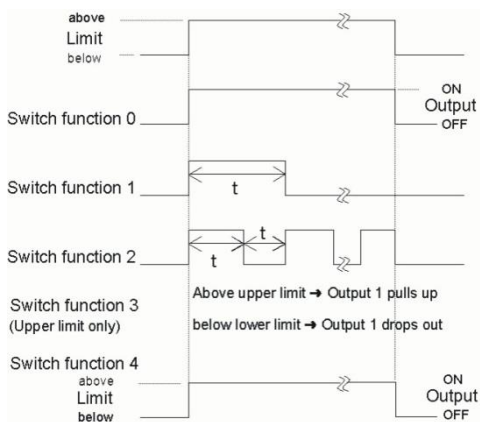 above
Limit
below
ON
Output
Switch function 0
OFF
Switch function 1
t
t
Switch function 2
t
Above upper limit → Output 1 pulls up
Switch function 3
(Upper limit only)
below lower limit → Output 1 drops out
Switch function 4
above
ON
Limit
Output
below
OFF